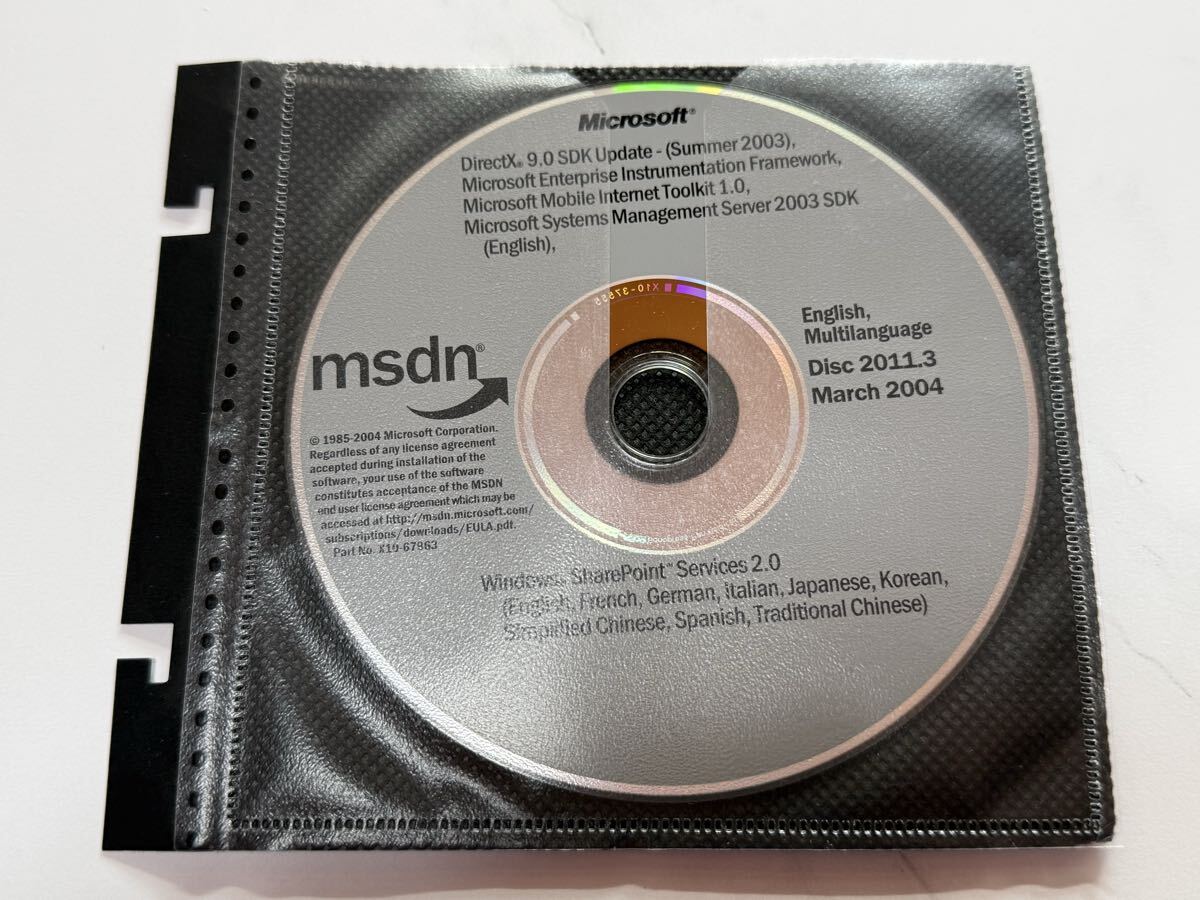 Microsoft®
DirectX® 9.0 SDK Update - (Summer 2003),
Microsoft Enterprise Instrumentation Framework,
Microsoft Mobile Internet Toolkit 1.0,
Microsoft Systems Management Server 2003 SDK
(English),
X10-37555
English,
Multilanguage
Disc 2011.3
March 2004
msdn®
© 1985-2004 Microsoft Corporation.
Regardless of any license agreement
accepted during installation of the
software, your use of the software
constitutes acceptance of the MSDN
end user license agreement which may be
accessed at http://msdn.microsoft.com/
subscriptions/downloads/EULA.pdf.
Part No. X10-67963
Windows® SharePoint™ Services 2.0
(English, French, German, Italian, Japanese, Korean,
Simplified Chinese, Spanish, Traditional Chinese)